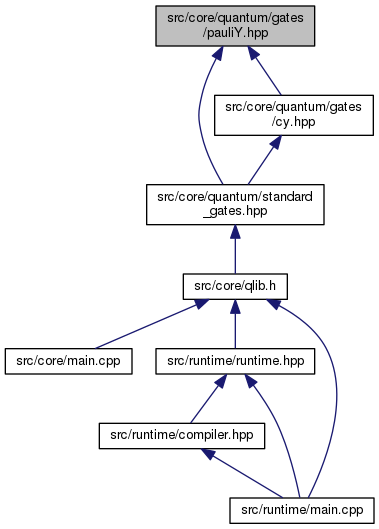 src/core/quantum/gates
/pauliY.hpp
src/core/quantum/gates
/cy.hpp
src/core/quantum/standard
_gates.hpp
src/core/qlib.h
src/core/main.cpp
src/runtime/runtime.hpp
src/runtime/compiler.hpp
src/runtime/main.cpp